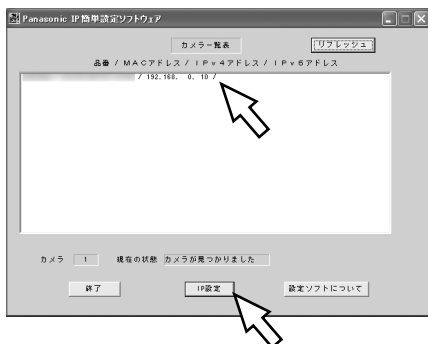 Panasonic IP簡単設定ソフトウェア
カメラ一覧表
リフレッシュ
品番 / MACアドレス / IPv4アドレス / IPv6アドレス
/ 192.168. 0. 10 /
カメラ 1 現在の状態 カメラが見つかりました
終了 IP設定 設定ソフトについて